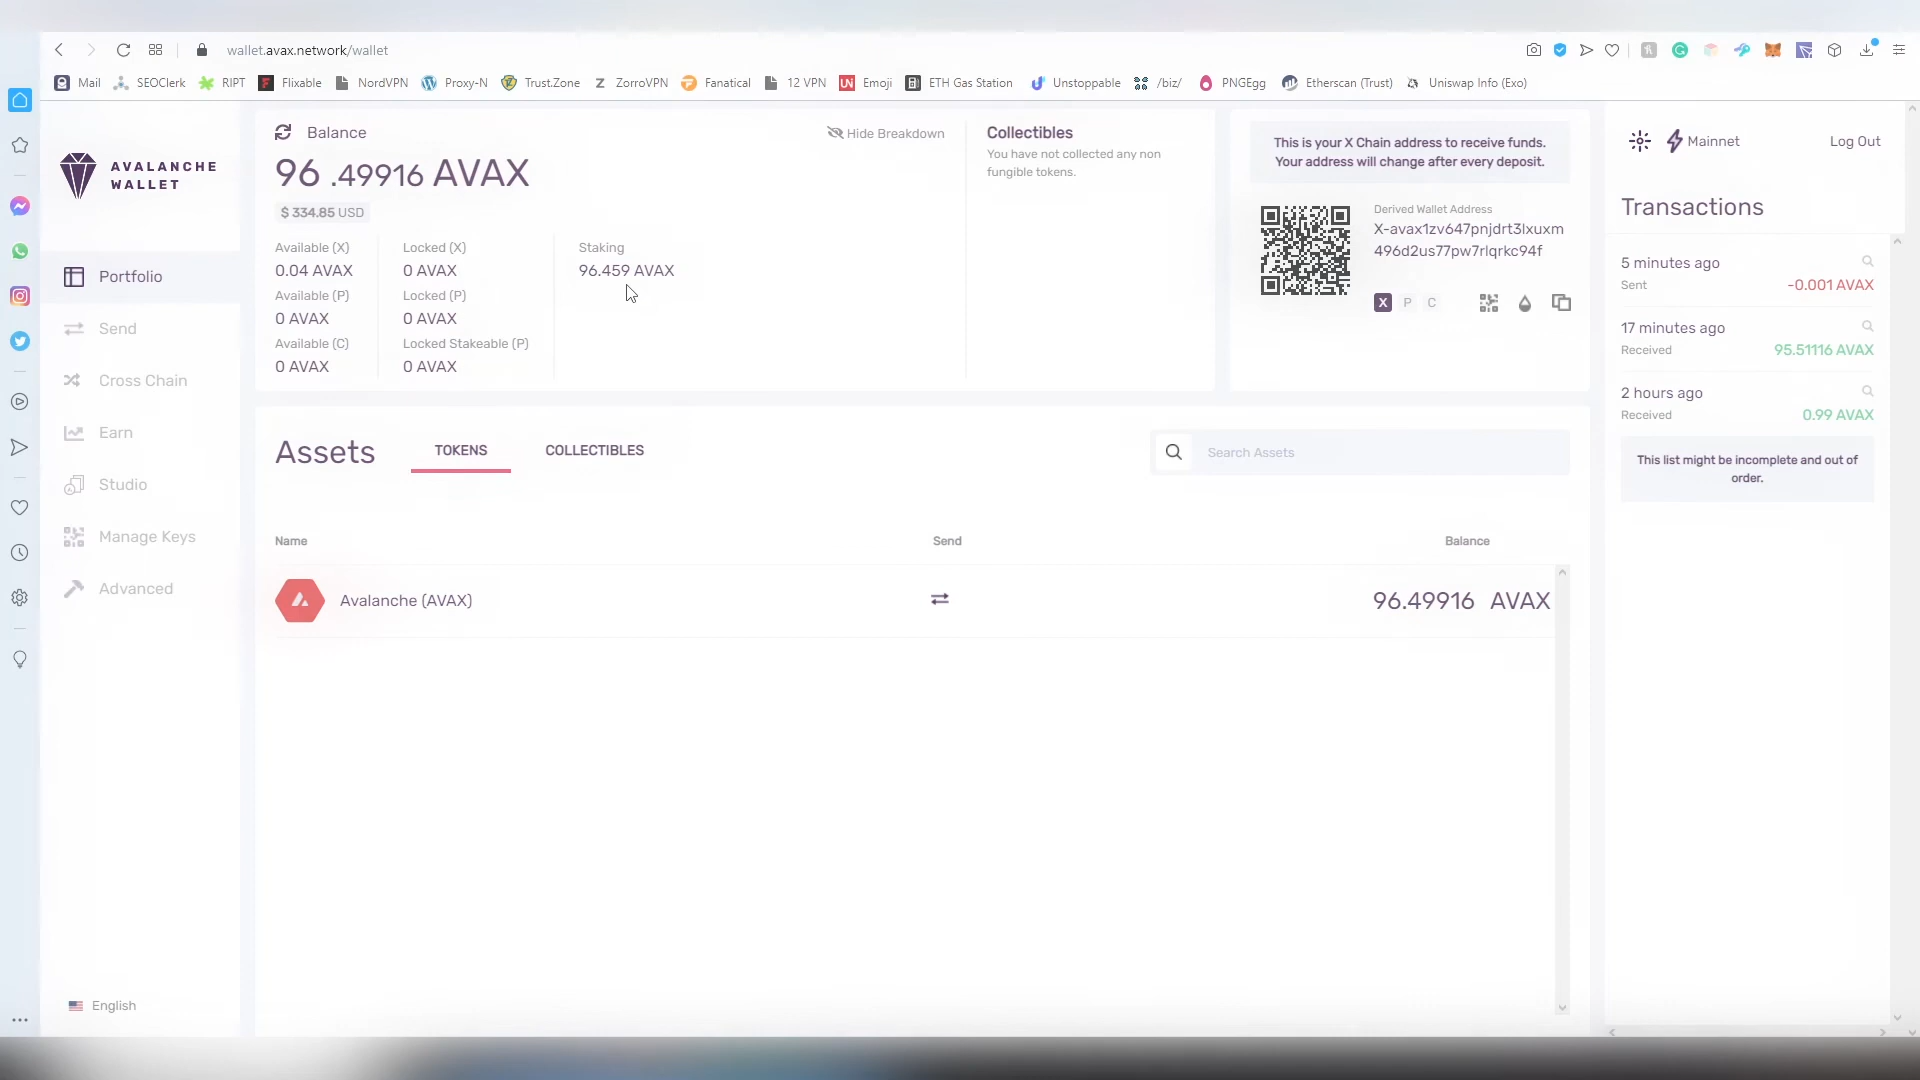 wallet.avax.network/wallet
Mail SEOClerk RIPT Flixable NordVPN Proxy-N Trust.Zone ZorroVPN Fanatical 12 VPN UN Emoji ETH Gas Station Unstoppable /biz/ PNGEgg Etherscan (Trust) Uniswap Info (Exo)
AVALANCHE
WALLET
Portfolio
Send
Cross Chain
Earn
Studio
Manage Keys
Advanced
English
Balance
Hide Breakdown
96 .49916 AVAX
$ 334.85 USD
Available (X)
0.04 AVAX
Available (P)
0 AVAX
Available (C)
0 AVAX
Locked (X)
0 AVAX
Locked (P)
0 AVAX
Locked Stakeable (P)
0 AVAX
Staking
96.459 AVAX
Collectibles
You have not collected any non
fungible tokens.
This is your X Chain address to receive funds.
Your address will change after every deposit.
Derived Wallet Address
X-avax1zv647pnjdrt3lxuxm
496d2us77pw7rlqrkc94f
X P C
Mainnet
Log Out
Transactions
5 minutes ago
Sent -0.001 AVAX
17 minutes ago
Received 95.51116 AVAX
2 hours ago
Received 0.99 AVAX
This list might be incomplete and out of
order.
Assets
TOKENS
COLLECTIBLES
Search Assets
Name Send Balance
Avalanche (AVAX) 96.49916 AVAX